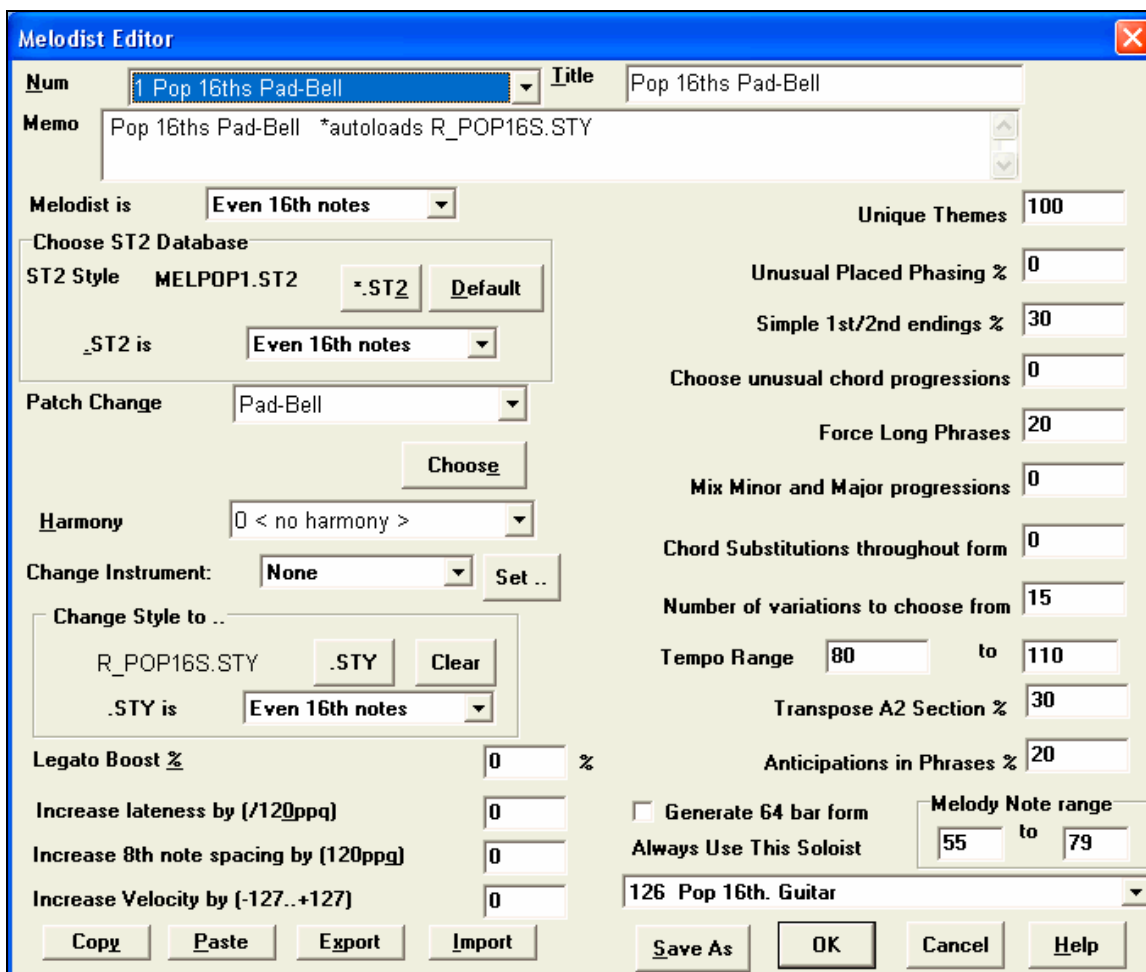 Melodist Editor
Num 1 Pop 16ths Pad-Bell Title Pop 16ths Pad-Bell
Memo Pop 16ths Pad-Bell *autoloads R_POP16S.STY
Melodist is Even 16th notes
Choose ST2 Database
ST2 Style MELPOP1.ST2 *.ST2 Default
.ST2 is Even 16th notes
Patch Change Pad-Bell
Choose
Harmony 0 < no harmony >
Change Instrument: None Set ..
Change Style to ..
R_POP16S.STY .STY Clear
.STY is Even 16th notes
Legato Boost % 0 %
Increase lateness by (/120ppq) 0
Increase 8th note spacing by (120ppq) 0
Increase Velocity by (-127..+127) 0
Copy Paste Export Import
Unique Themes 100
Unusual Placed Phasing % 0
Simple 1st/2nd endings % 30
Choose unusual chord progressions 0
Force Long Phrases 20
Mix Minor and Major progressions 0
Chord Substitutions throughout form 0
Number of variations to choose from 15
Tempo Range 80 to 110
Transpose A2 Section % 30
Anticipations in Phrases % 20
Generate 64 bar form
Melody Note range
55 to 79
Always Use This Soloist
126 Pop 16th. Guitar
Save As OK Cancel Help